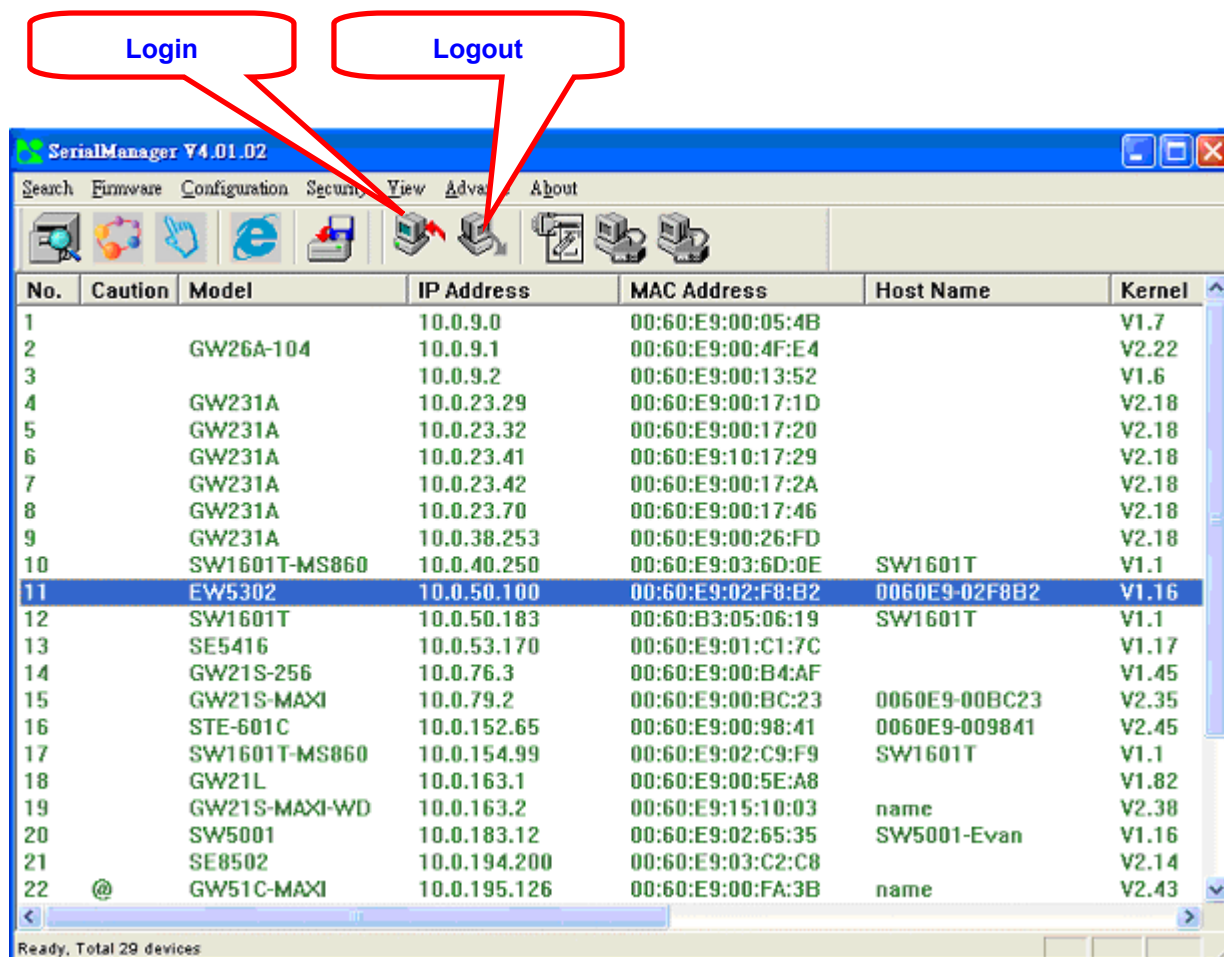 Login Logout
SerialManager V4.01.02
Search Firmware Configuration Security View Advance About
No. Caution Model IP Address MAC Address Host Name Kernel
1 10.0.9.0 00:60:E9:00:05:4B V1.7
2 GW26A-104 10.0.9.1 00:60:E9:00:4F:E4 V2.22
3 10.0.9.2 00:60:E9:00:13:52 V1.6
4 GW231A 10.0.23.29 00:60:E9:00:17:1D V2.18
5 GW231A 10.0.23.32 00:60:E9:00:17:20 V2.18
6 GW231A 10.0.23.41 00:60:E9:10:17:29 V2.18
7 GW231A 10.0.23.42 00:60:E9:00:17:2A V2.18
8 GW231A 10.0.23.70 00:60:E9:00:17:46 V2.18
9 GW231A 10.0.38.253 00:60:E9:00:26:FD V2.18
10 SW1601T-MS860 10.0.40.250 00:60:E9:03:6D:0E SW1601T V1.1
11 EW5302 10.0.50.100 00:60:E9:02:F8:B2 0060E9-02F8B2 V1.16
12 SW1601T 10.0.50.183 00:60:B3:05:06:19 SW1601T V1.1
13 SE5416 10.0.53.170 00:60:E9:01:C1:7C V1.17
14 GW21S-256 10.0.76.3 00:60:E9:00:B4:AF V1.45
15 GW21S-MAXI 10.0.79.2 00:60:E9:00:BC:23 0060E9-00BC23 V2.35
16 STE-601C 10.0.152.65 00:60:E9:00:98:41 0060E9-009841 V2.45
17 SW1601T-MS860 10.0.154.99 00:60:E9:02:C9:F9 SW1601T V1.1
18 GW21L 10.0.163.1 00:60:E9:00:5E:A8 V1.82
19 GW21S-MAXI-WD 10.0.163.2 00:60:E9:15:10:03 name V2.38
20 SW5001 10.0.183.12 00:60:E9:02:65:35 SW5001-Evan V1.16
21 SE8502 10.0.194.200 00:60:E9:03:C2:C8 V2.14
22 @ GW51C-MAXI 10.0.195.126 00:60:E9:00:FA:3B name V2.43
Ready, Total 29 devices